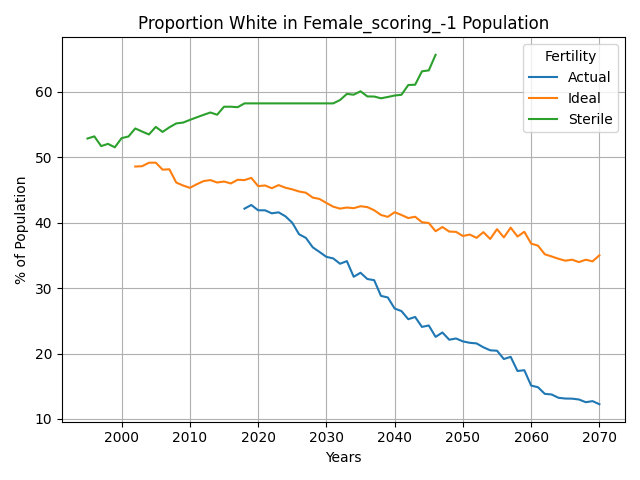 Proportion White in Female_scoring_-1 Population
% of Population
60
50
40
30
20
10
Fertility
Actual
Ideal
Sterile
2000 2010 2020 2030 2040 2050 2060 2070
Years